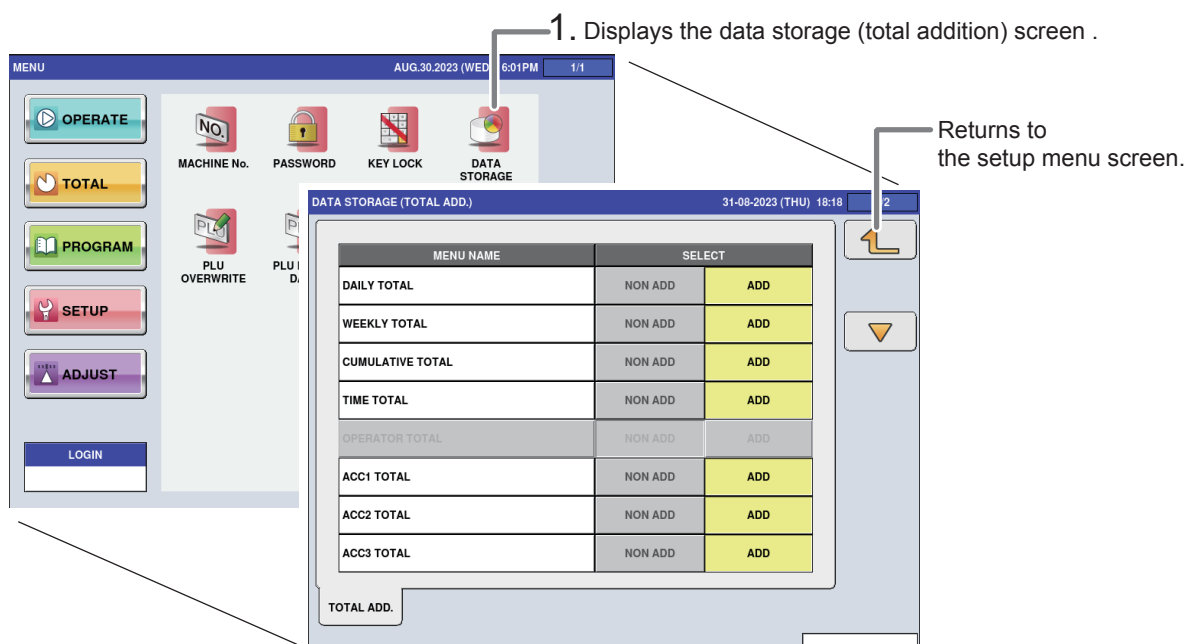 1. Displays the data storage (total addition) screen .
MENU
AUG.30.2023 (WED) 6:01PM
1/1
OPERATE
TOTAL
PROGRAM
SETUP
ADJUST
LOGIN
NO.
MACHINE No.
PASSWORD
KEY LOCK
DATA
STORAGE
PLU
PLU
OVERWRITE
PLU
Returns to
the setup menu screen.
DATA STORAGE (TOTAL ADD.)
31-08-2023 (THU) 18:18
MENU NAME
SELECT
DAILY TOTAL
NON ADD
ADD
WEEKLY TOTAL
NON ADD
ADD
CUMULATIVE TOTAL
NON ADD
ADD
TIME TOTAL
NON ADD
ADD
OPERATOR TOTAL
NON ADD
ADD
ACC1 TOTAL
NON ADD
ADD
ACC2 TOTAL
NON ADD
ADD
ACC3 TOTAL
NON ADD
ADD
TOTAL ADD.